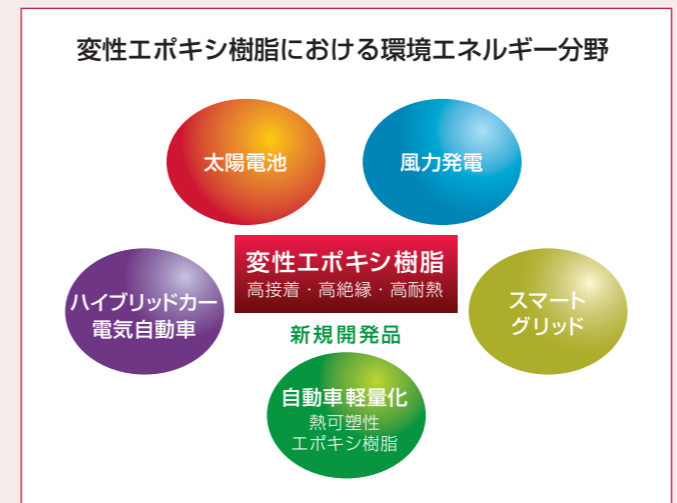 変性エポキシ樹脂における環境エネルギー分野
太陽電池
風力発電
変性エポキシ樹脂
高接着・高絶縁・高耐熱
ハイブリッドカー
電気自動車
スマート
グリッド
新規開発品
自動車軽量化
熱可塑性
エポキシ樹脂